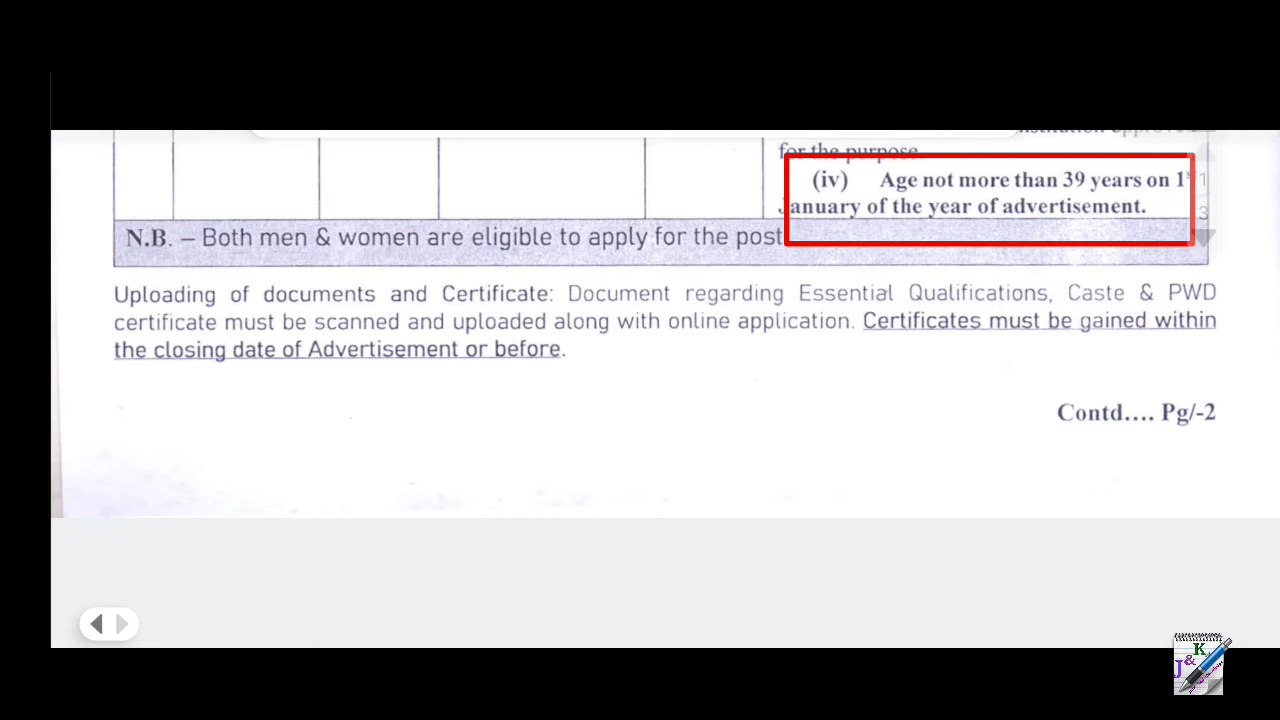 for the purpose.
(iv) Age not more than 39 years on 1st
January of the year of advertisement.
N.B. – Both men & women are eligible to apply for the post
Uploading of documents and Certificate: Document regarding Essential Qualifications, Caste & PWD
certificate must be scanned and uploaded along with online application. Certificates must be gained within
the closing date of Advertisement or before.
Contd.... Pg/-2
1
3
J&K